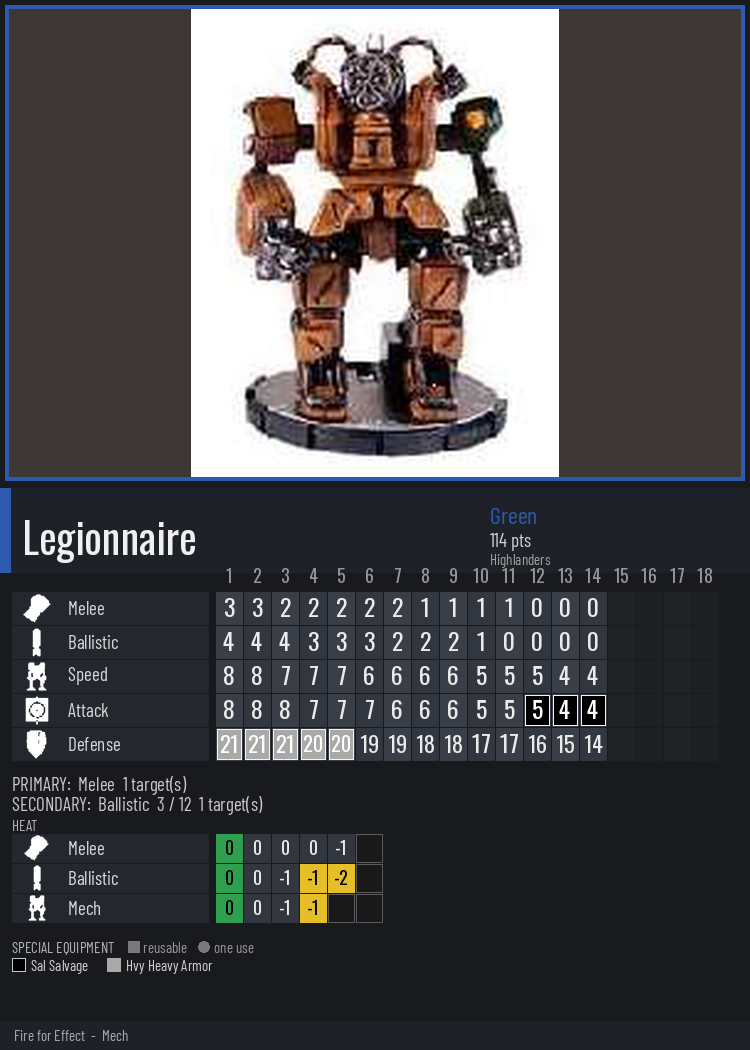 Legionnaire
Green
114 pts
Highlanders
1 2 3 4 5 6 7 8 9 10 11 12 13 14 15 16 17 18
Melee 3 3 2 2 2 2 2 1 1 1 1 0 0 0
Ballistic 4 4 4 3 3 3 2 2 2 1 0 0 0 0
Speed 8 8 7 7 7 6 6 6 6 5 5 5 4 4
Attack 8 8 8 7 7 7 6 6 6 5 5 5 4 4
Defense 21 21 21 20 20 19 19 18 18 17 17 16 15 14
PRIMARY: Melee 1 target(s)
SECONDARY: Ballistic 3 / 12 1 target(s)
HEAT
Melee 0 0 0 0 -1
Ballistic 0 0 -1 -1 -2
Mech 0 0 -1 -1
SPECIAL EQUIPMENT reusable one use
Sal Salvage Hvy Heavy Armor
Fire for Effect - Mech